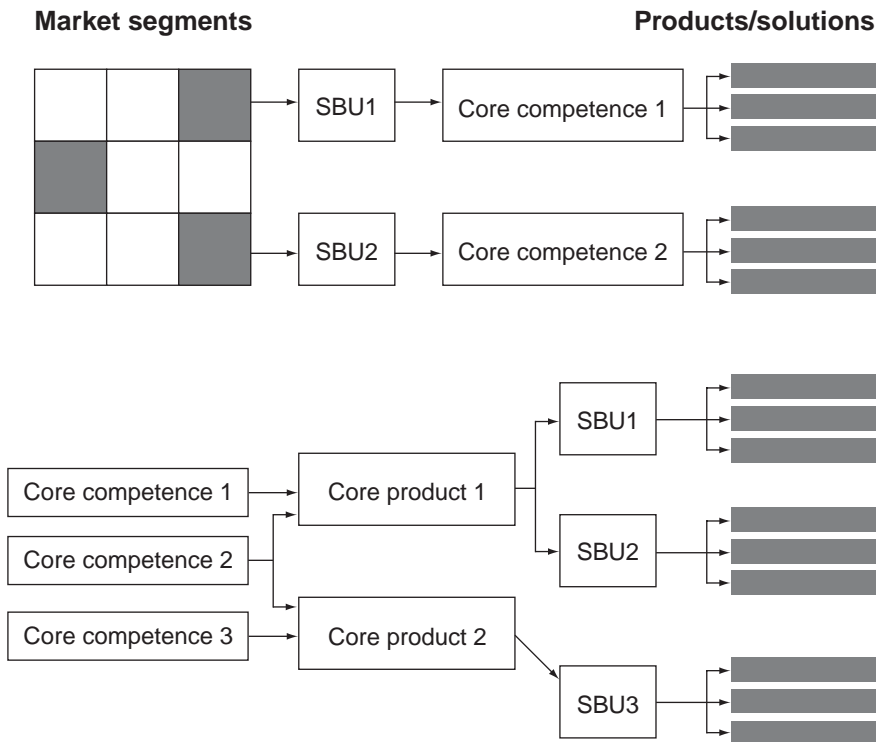 Market segments
Products/solutions
SBU1
Core competence 1
SBU2
Core competence 2
SBU1
Core competence 1
Core product 1
Core competence 2
SBU2
Core competence 3
Core product 2
SBU3